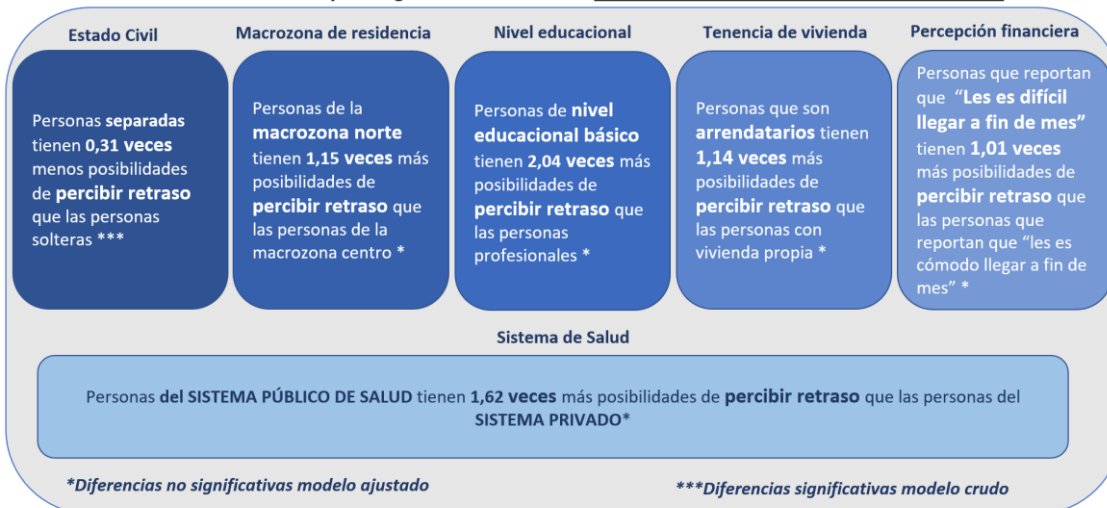 Estado Civil
Personas separadas
tienen 0,31 veces
menos posibilidades
de percibir retraso
que las personas
solteras ***
Macrozona de residencia
Personas de la
macrozona norte
tienen 1,15 veces más
posibilidades de
percibir retraso que
las personas de la
macrozona centro *
Nivel educacional
Personas de nivel
educacional básico
tienen 2,04 veces más
posibilidades de
percibir retraso que
las personas
profesionales *
Tenencia de vivienda
Personas que son
arrendatarios tienen
1,14 veces más
posibilidades de
percibir retraso que
las personas con
vivienda propia *
Percepción financiera
Personas que reportan
que “Les es difícil
llegar a fin de mes”
tienen 1,01 veces
más posibilidades de
percibir retraso que
las personas que
reportan que “les es
cómodo llegar a fin de
mes” *
Sistema de Salud
Personas del SISTEMA PÚBLICO DE SALUD tienen 1,62 veces más posibilidades de percibir retraso que las personas del
SISTEMA PRIVADO*
*Diferencias no significativas modelo ajustado
***Diferencias significativas modelo crudo